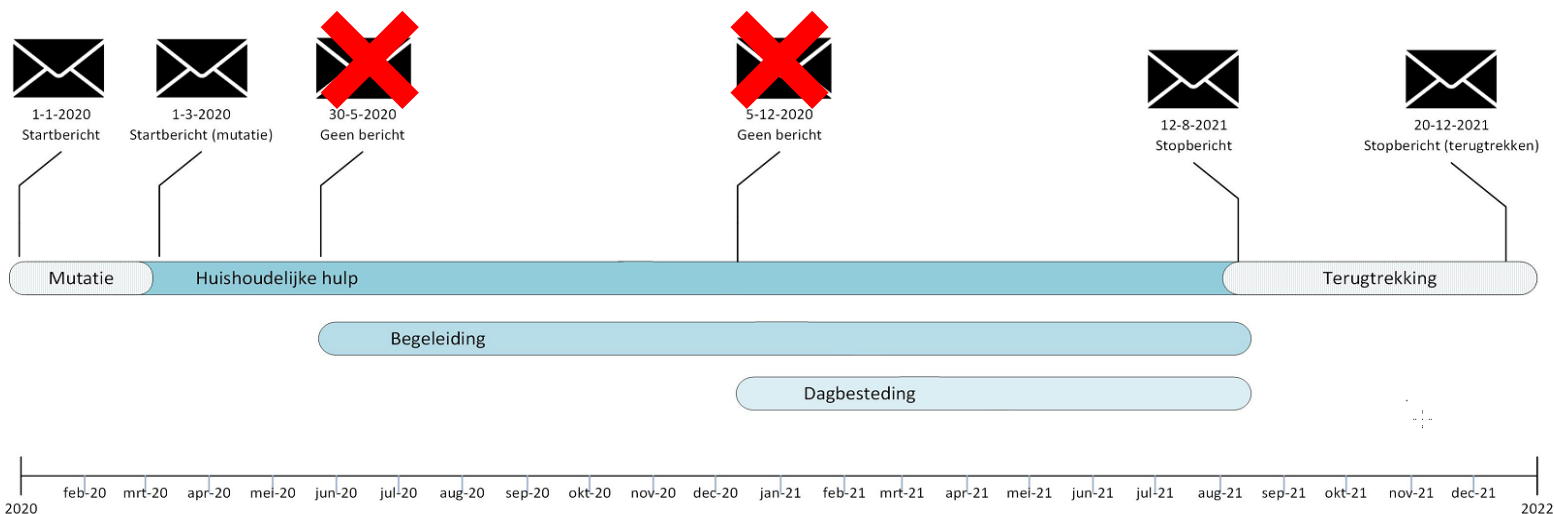 1-1-2020
Startbericht
1-3-2020
Startbericht (mutatie)
30-5-2020
Geen bericht
5-12-2020
Geen bericht
12-8-2021
Stopbericht
20-12-2021
Stopbericht (terugtrekken)
Mutatie
Huishoudelijke hulp
Terugtrekking
Begeleiding
Dagbesteding
feb-20 mrt-20 apr-20 mei-20 jun-20 jul-20 aug-20 sep-20 okt-20 nov-20 dec-20 jan-21 feb-21 mrt-21 apr-21 mei-21 jun-21 jul-21 aug-21 sep-21 okt-21 nov-21 dec-21
2020 2022